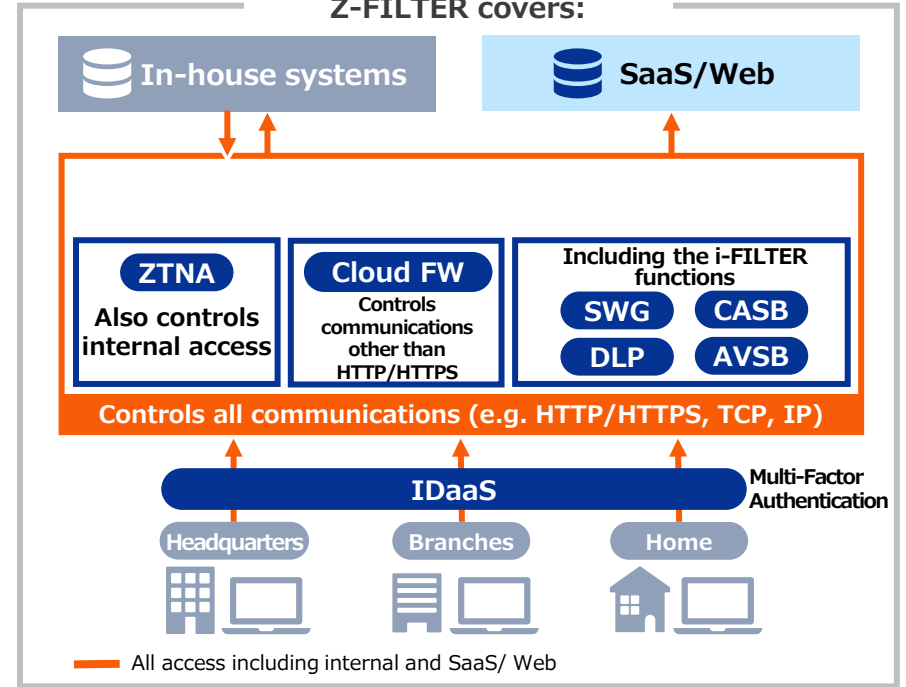 Z-FILTER covers:
In-house systems
SaaS/Web
ZTNA
Also controls
internal access
Cloud FW
Controls
communications
other than
HTTP/HTTPS
Including the i-FILTER
functions
SWG
CASB
DLP
AVSB
Controls all communications (e.g. HTTP/HTTPS, TCP, IP)
IDaaS
Multi-Factor
Authentication
Headquarters
Branches
Home
All access including internal and SaaS/ Web